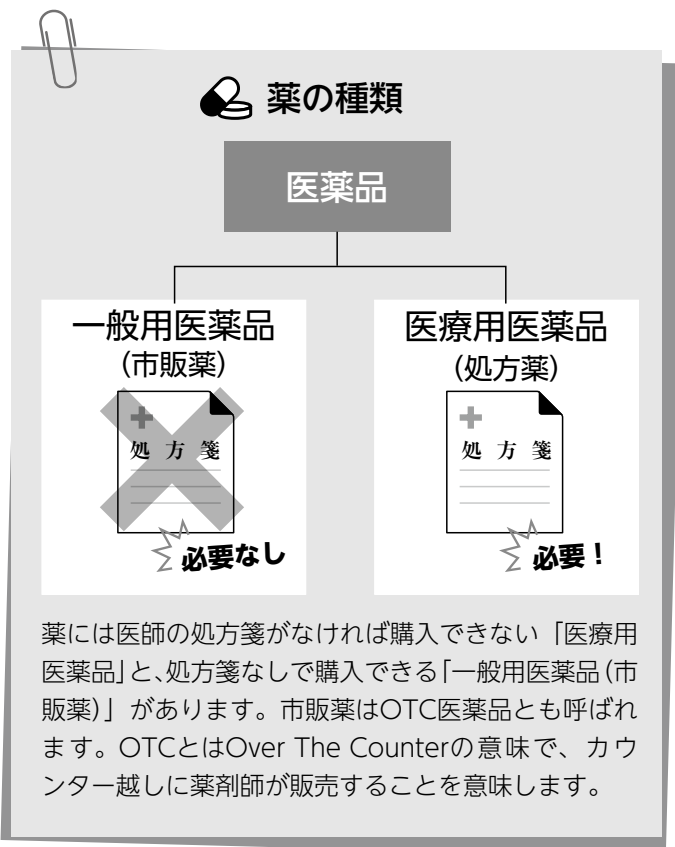 薬の種類
医薬品
一般用医薬品
（市販薬）
処方箋
必要なし
医療用医薬品
（処方薬）
処方箋
必要！
薬には医師の処方箋がなければ購入できない「医療用
医薬品」と、処方箋なしで購入できる「一般用医薬品（市
販薬）」があります。市販薬はOTC医薬品とも呼ばれ
ます。OTCとはOver The Counterの意味で、カウ
ンター越しに薬剤師が販売することを意味します。